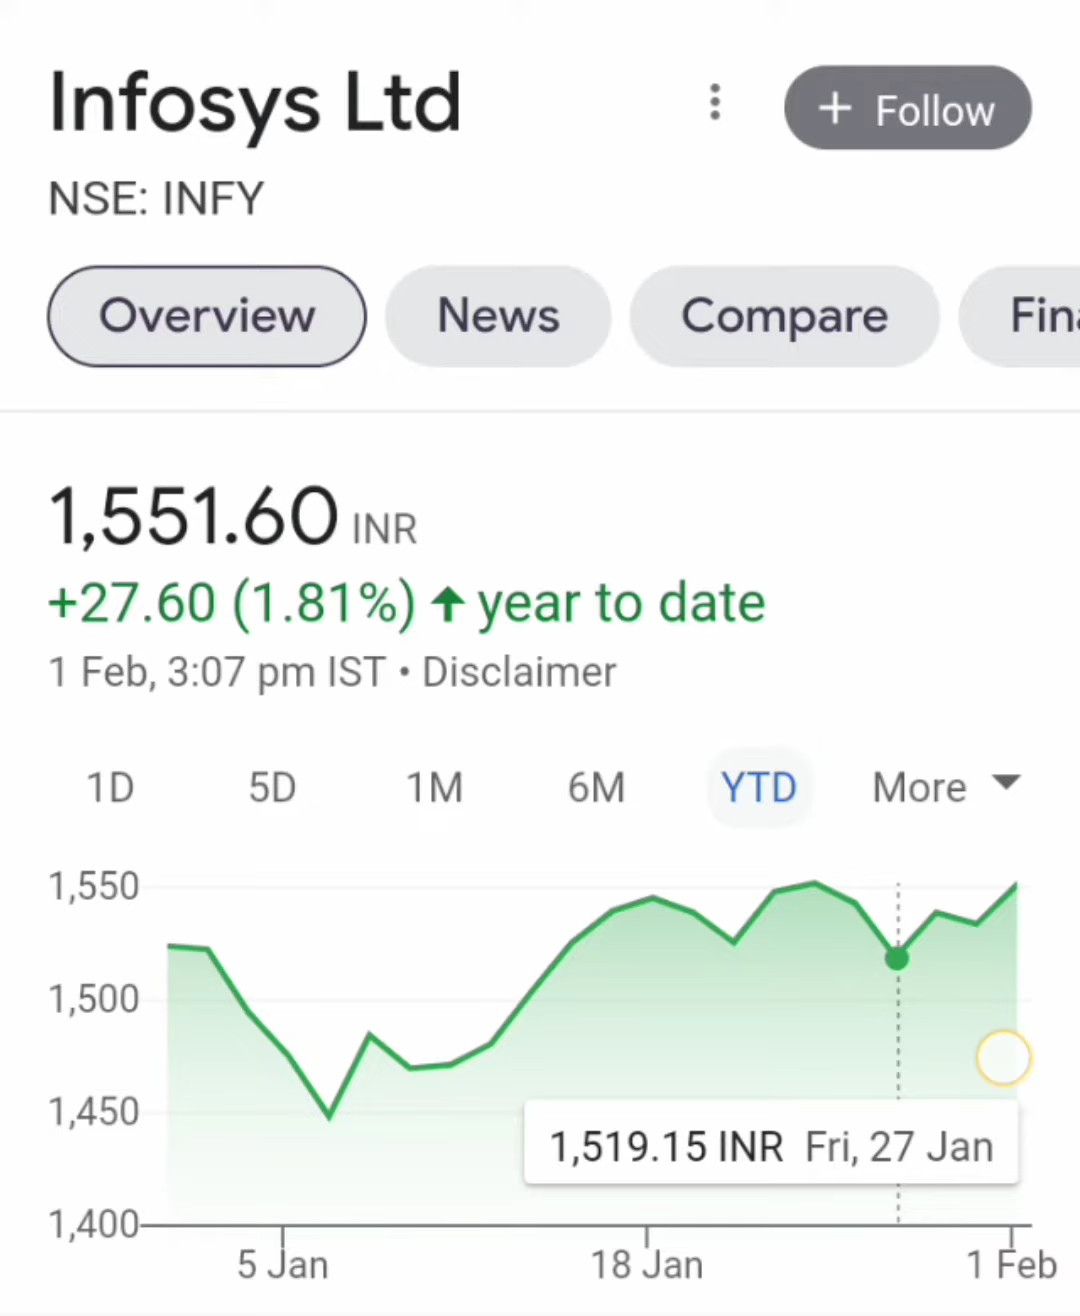 Infosys Ltd
+ Follow
NSE: INFY
Overview News Compare Fina
1,551.60 INR
+27.60 (1.81%) ↑ year to date
1 Feb, 3:07 pm IST • Disclaimer
1D 5D 1M 6M YTD More
1,550
1,500
1,450
1,519.15 INR Fri, 27 Jan
1,400
5 Jan 18 Jan 1 Feb